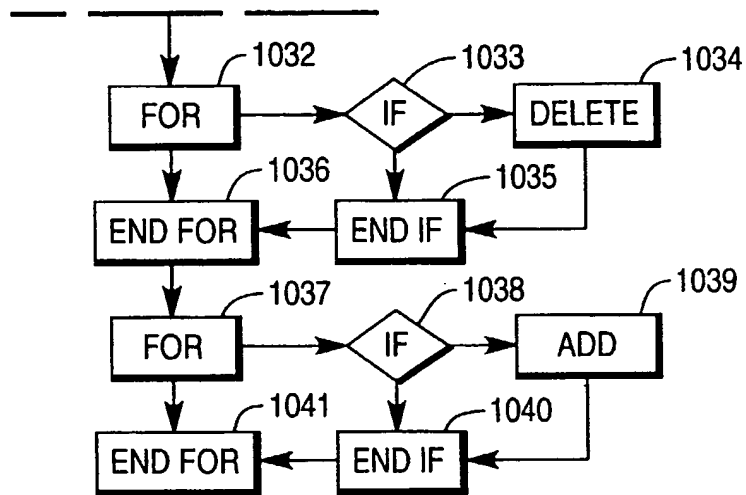 1032
1033
1034
FOR
IF
DELETE
1036
1035
END FOR
END IF
1037
1038
1039
FOR
IF
ADD
1041
1040
END FOR
END IF